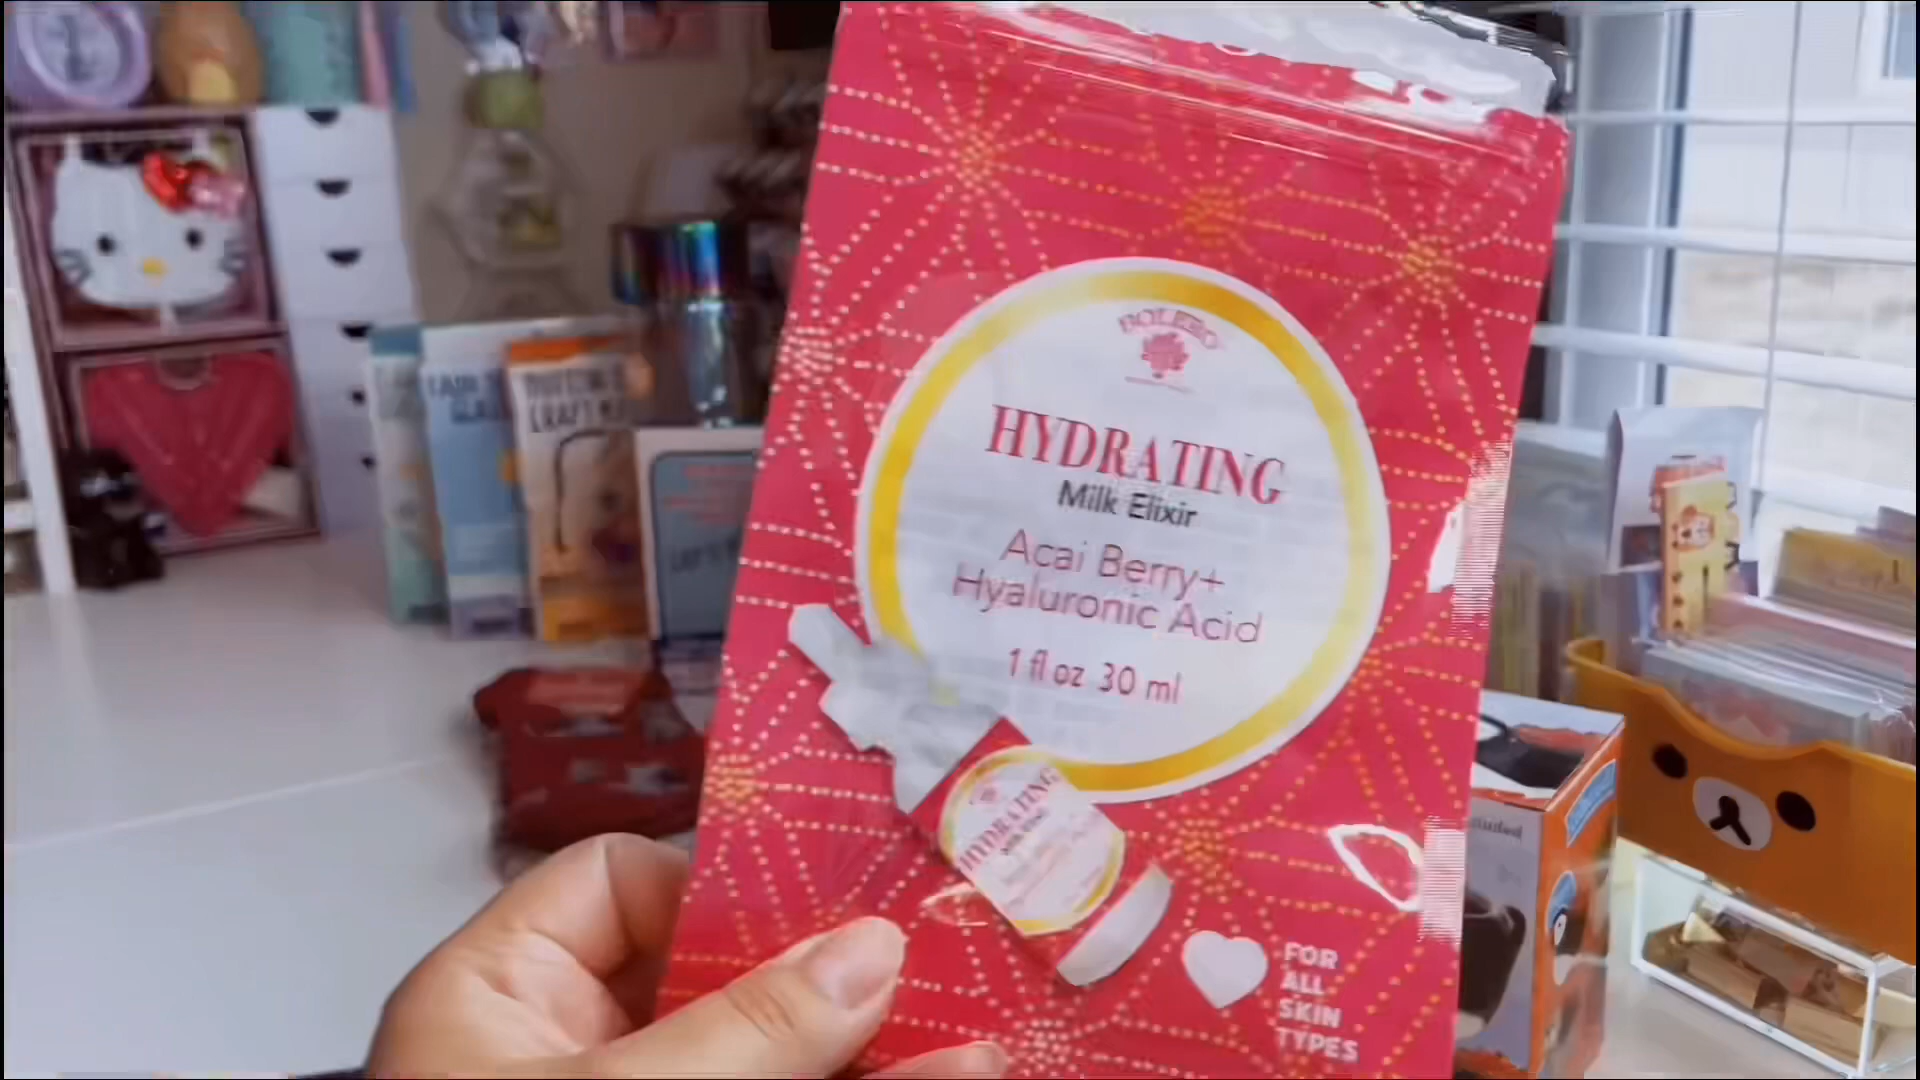 BOLERO
HYDRATING
Milk Elixir
Acai Berry+
Hyaluronic Acid
1 fl oz 30 ml
HYDRATING
FOR
ALL
SKIN
TYPES